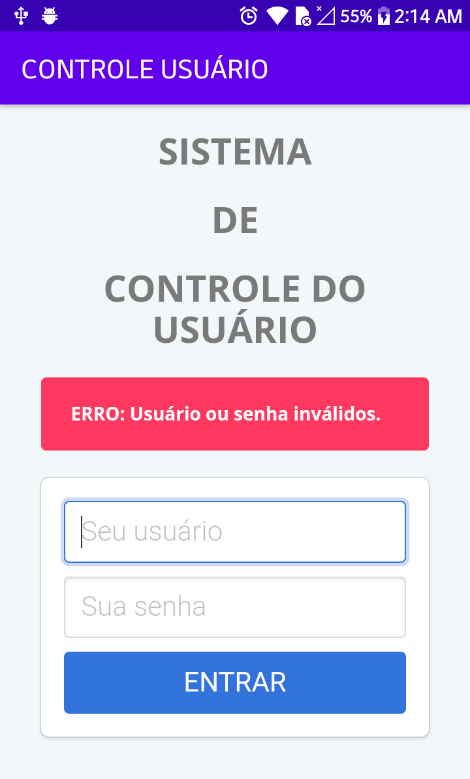 55% 2:14 AM
CONTROLE USUÁRIO
SISTEMA
DE
CONTROLE DO
USUÁRIO
ERRO: Usuário ou senha inválidos.
Seu usuário
Sua senha
ENTRAR